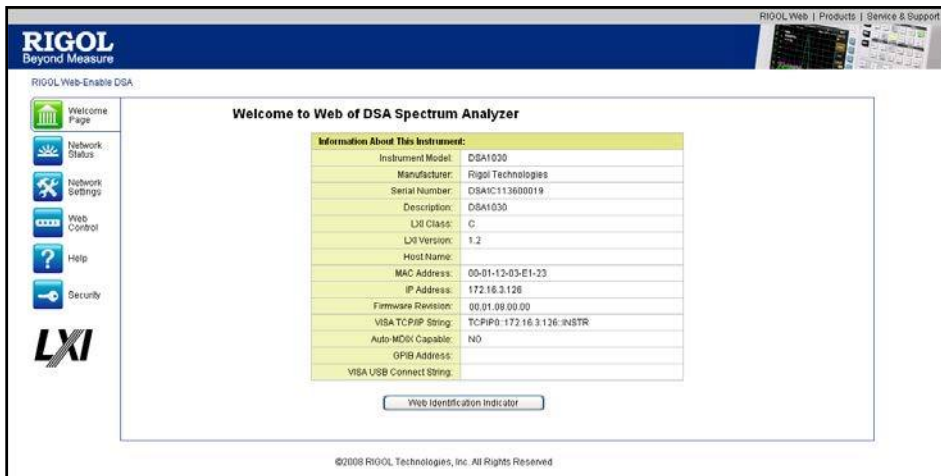 RIGOL Web | Products | Service & Support
RIGOL
Beyond Measure
RIGOL Web-Enable DSA
Welcome Page
Network Status
Network Settings
Web Control
Help
Security
LXI
Welcome to Web of DSA Spectrum Analyzer
Information About This Instrument:
Instrument Model: DSA1030
Manufacturer: Rigol Technologies
Serial Number: DSA1C113600019
Description: DSA1030
LXI Class: C
LXI Version: 1.2
Host Name:
MAC Address: 00-01-12-03-E1-23
IP Address: 172.16.3.126
Firmware Revision: 00.01.09.00.00
VISA TCP/IP String: TCPIP0::172.16.3.126::INSTR
Auto-MDIX Capable: NO
GPIB Address:
VISA USB Connect String:
Web Identification Indicator
©2008 RIGOL Technologies, Inc. All Rights Reserved